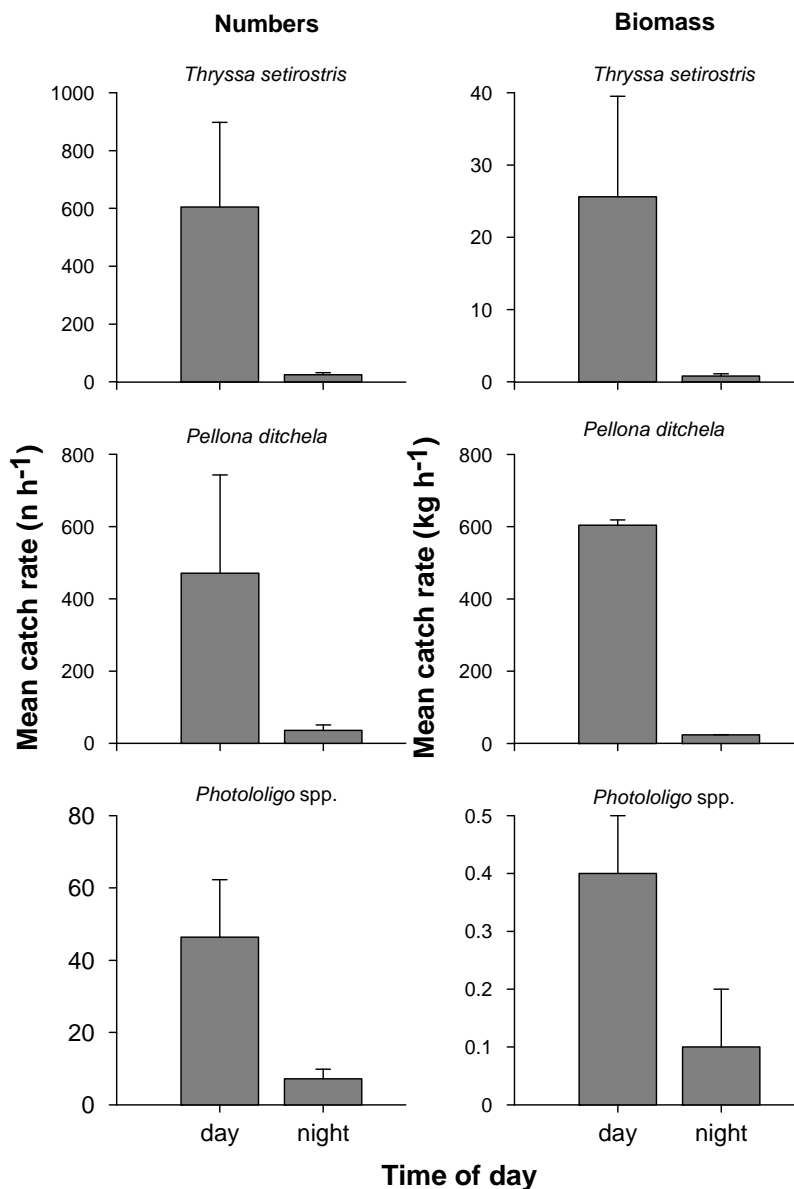 Numbers
Biomass
Thryssa setirostris
Thryssa setirostris
1000
800
600
400
200
0
40
30
20
10
0
Mean catch rate (n h-1)
Mean catch rate (kg h-1)
Pellona ditchela
Pellona ditchela
800
600
400
200
0
800
600
400
200
0
Photololigo spp.
Photololigo spp.
80
60
40
20
0
0.5
0.4
0.3
0.2
0.1
0
day night
day night
Time of day